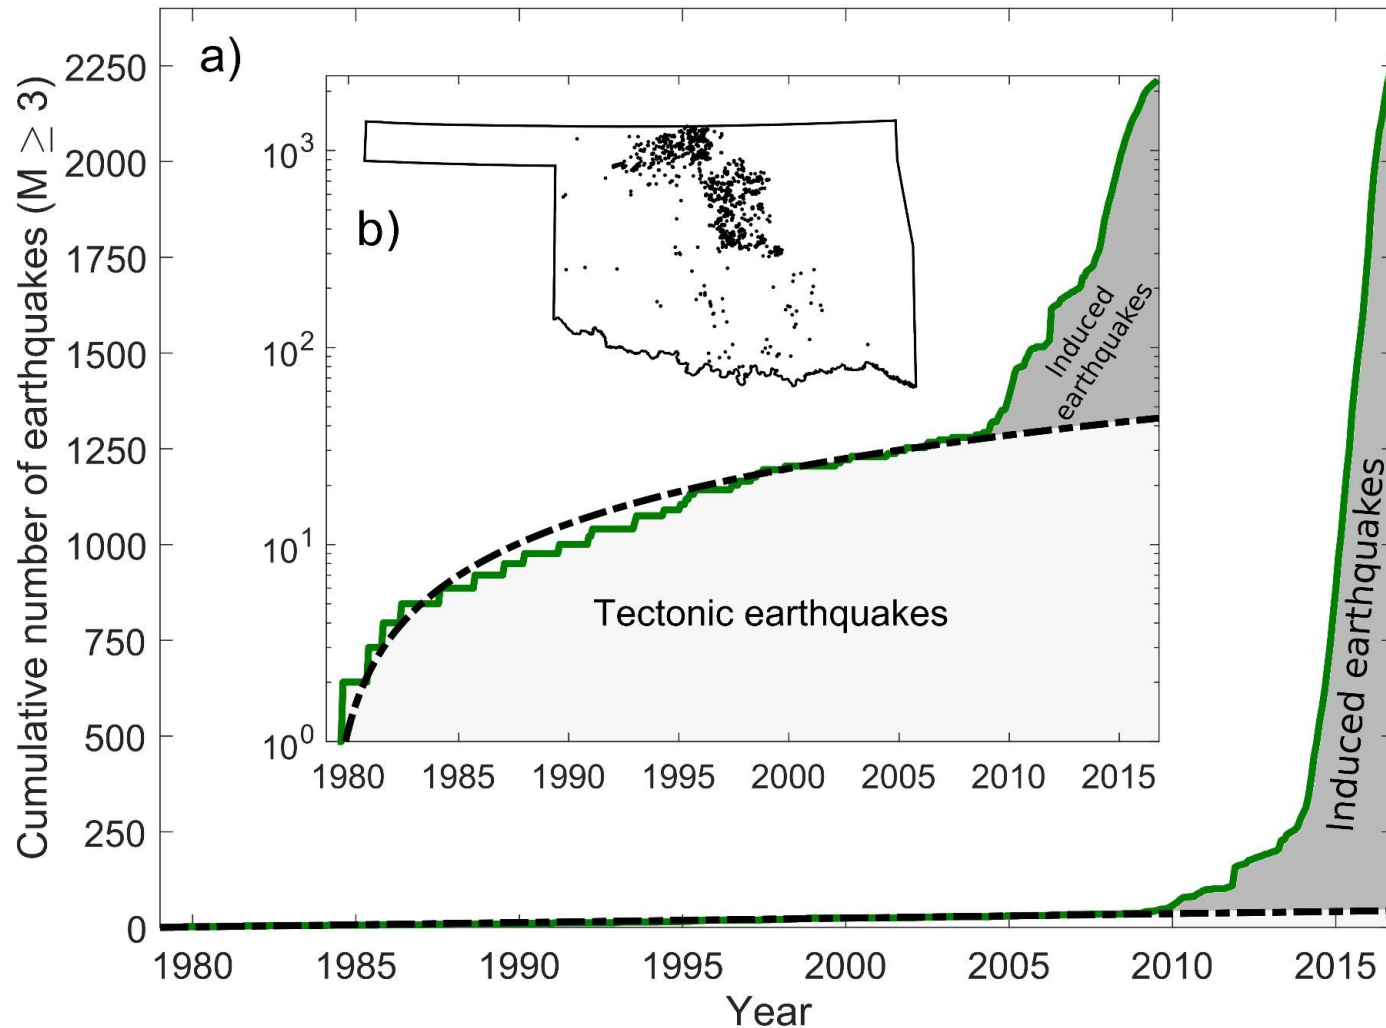 a)
Cumulative number of earthquakes (M ≥ 3)
2250
2000
1750
1500
1250
1000
750
500
250
0
1980 1985 1990 1995 2000 2005 2010 2015
Year
Induced earthquakes
b)
10³
10²
10¹
10⁰
1980 1985 1990 1995 2000 2005 2010 2015
Induced
earthquakes
Tectonic earthquakes